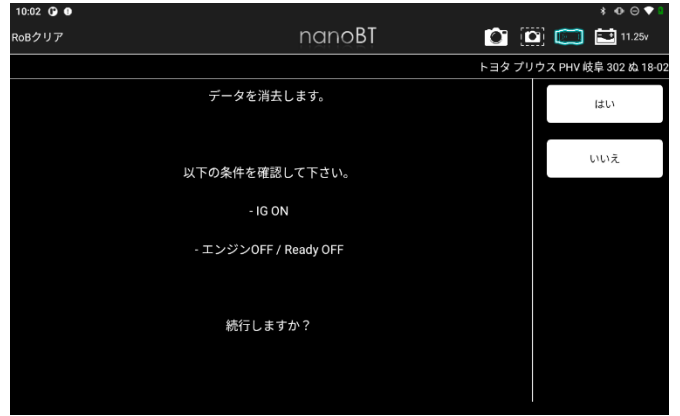 10:02
RoBクリア
nanoBT
11.25v
トヨタ プリウス PHV 岐阜 302 ぬ 18-02
データを消去します。
はい
いいえ
以下の条件を確認して下さい。
- IG ON
- エンジンOFF / Ready OFF
続行しますか？